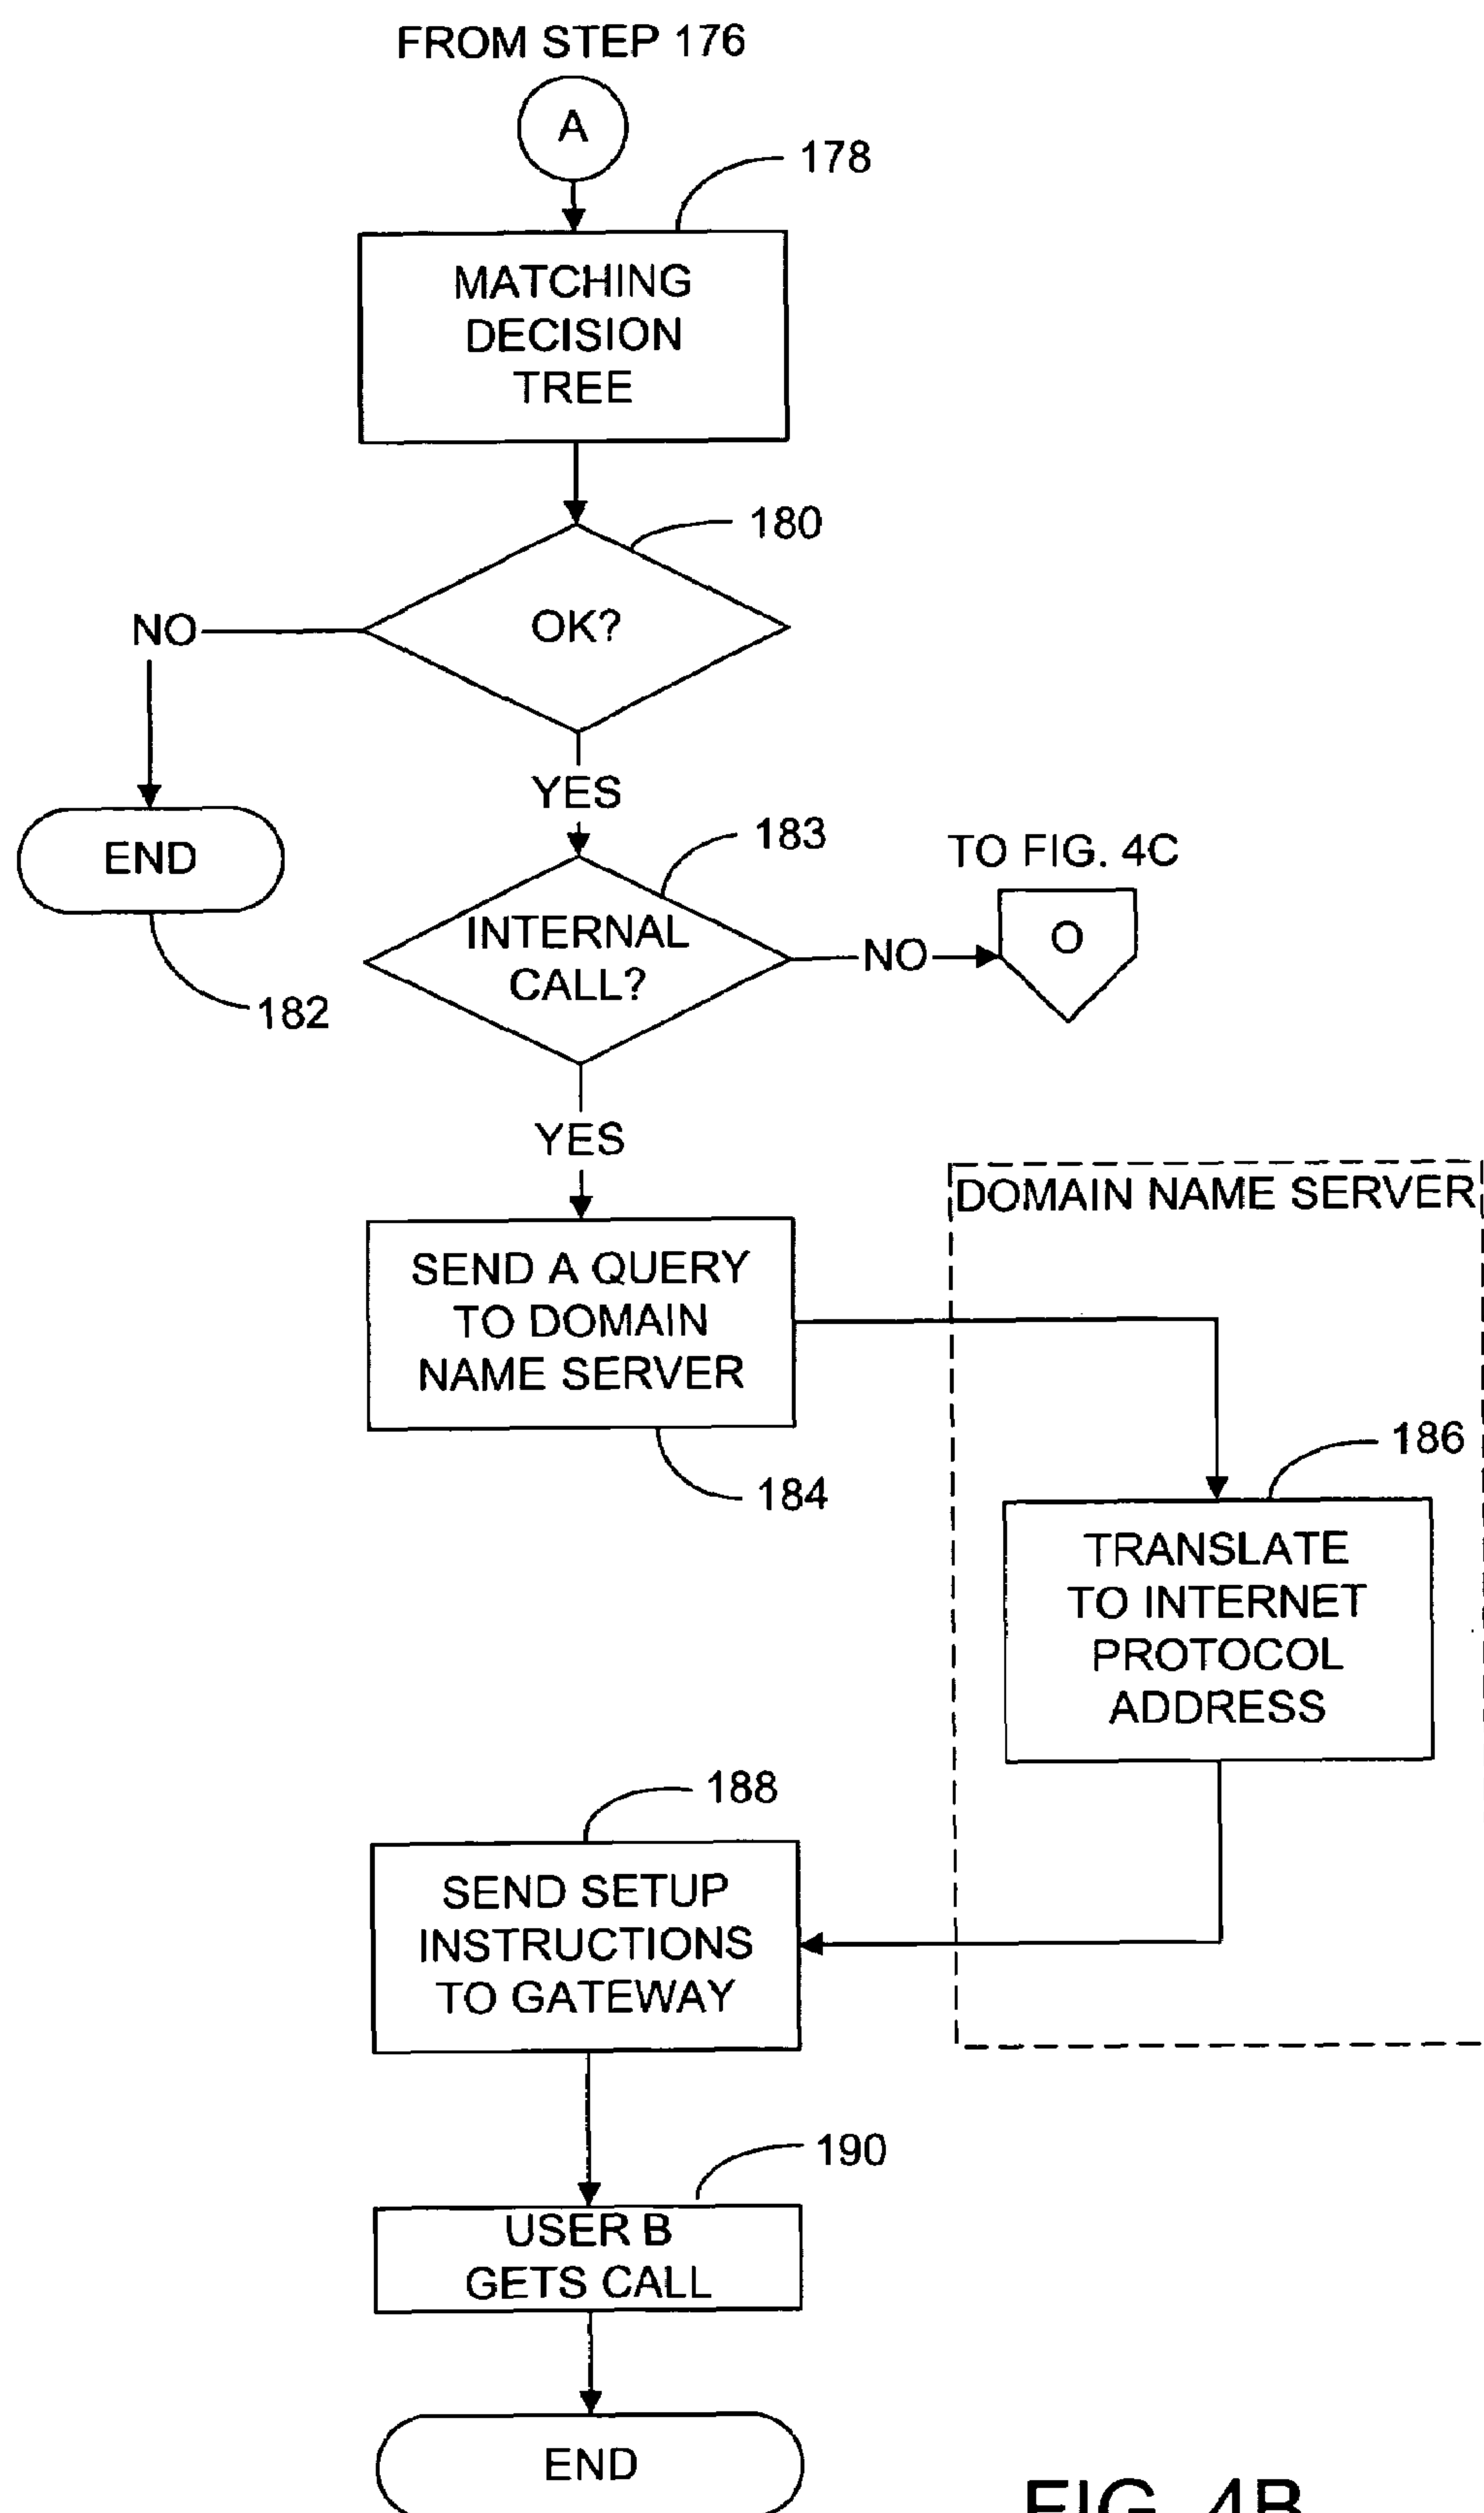 FROM STEP 176
A
178
MATCHING
DECISION
TREE
180
OK?
NO
YES
END
182
183
INTERNAL
CALL?
NO
TO FIG. 4C
O
YES
DOMAIN NAME SERVER
SEND A QUERY
TO DOMAIN
NAME SERVER
184
186
TRANSLATE
TO INTERNET
PROTOCOL
ADDRESS
188
SEND SETUP
INSTRUCTIONS
TO GATEWAY
190
USER B
GETS CALL
END
FIG. 4B